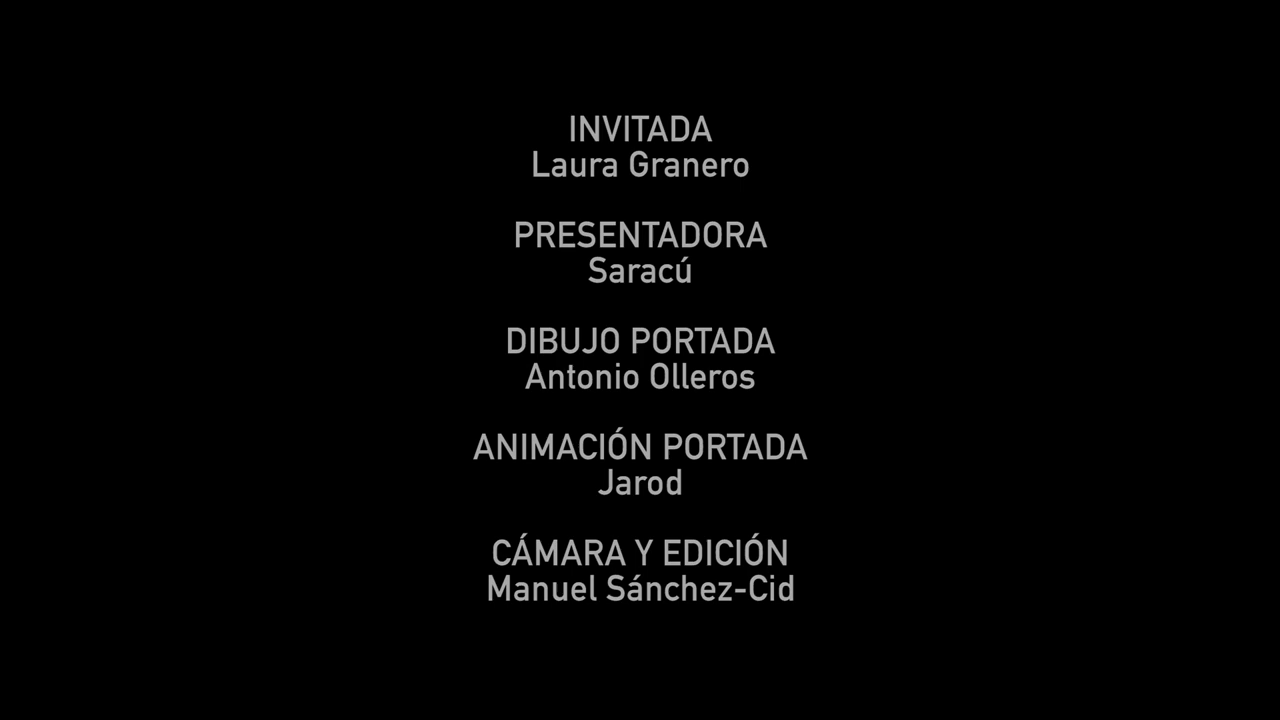 INVITADA
Laura Granero
PRESENTADORA
Saracú
DIBUJO PORTADA
Antonio Olleros
ANIMACIÓN PORTADA
Jarod
CÁMARA Y EDICIÓN
Manuel Sánchez-Cid